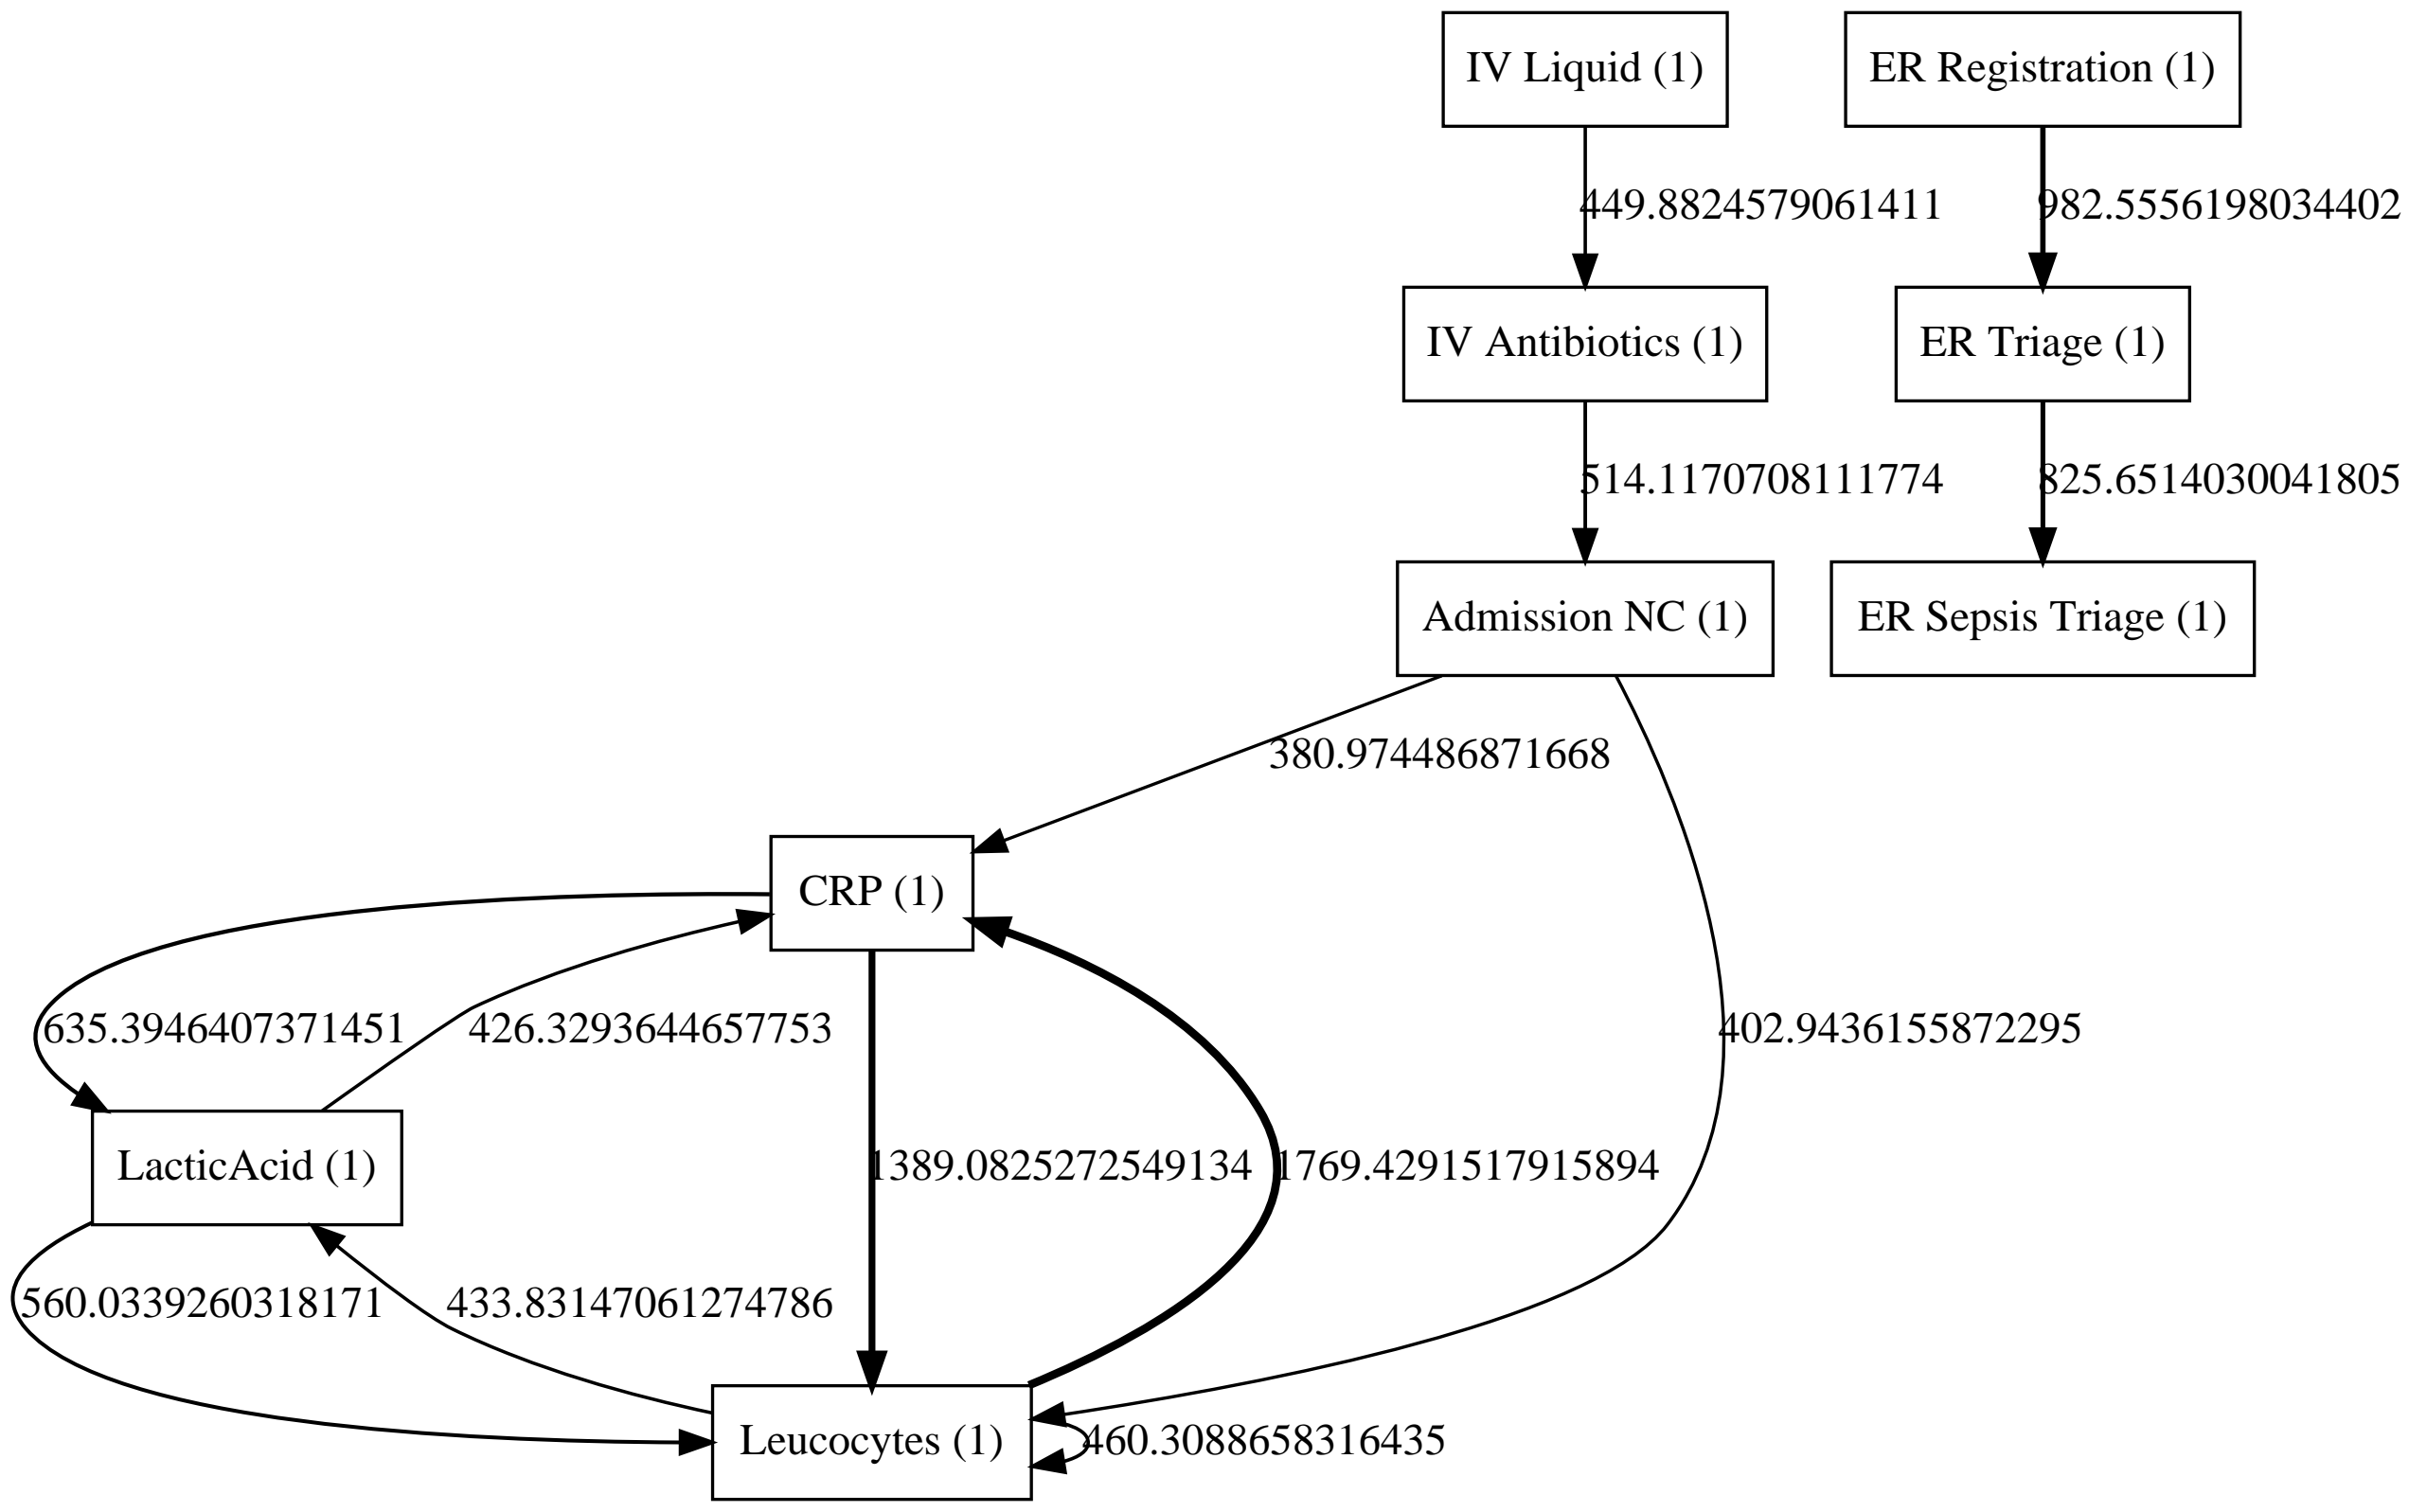 IV Liquid (1)
ER Registration (1)
449.8824579061411
982.5556198034402
IV Antibiotics (1)
ER Triage (1)
514.1170708111774
825.6514030041805
Admission NC (1)
ER Sepsis Triage (1)
380.974486871668
CRP (1)
635.3946407371451
426.3293644657753
402.9436155872295
LacticAcid (1)
1389.0825272549134
1769.4291517915894
560.0339260318171
433.83147061274786
Leucocytes (1)
460.3088658316435